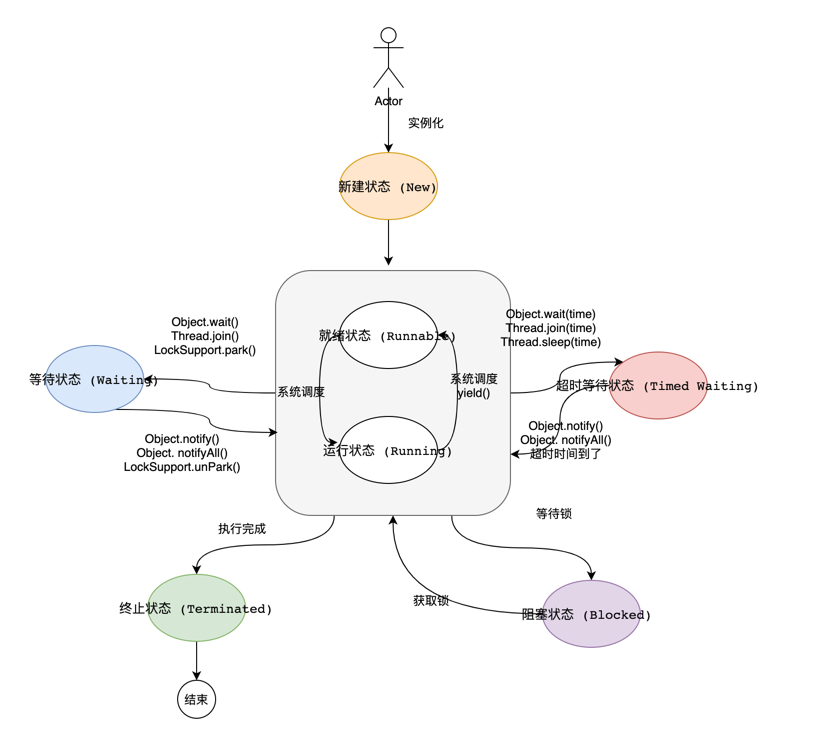 Actor
实例化
新建状态 (New)
Object.wait()
Thread.join()
LockSupport.park()
就绪状态 (Runnable)
Object.wait(time)
Thread.join(time)
Thread.sleep(time)
等待状态 (Waiting)
系统调度
系统调度
yield()
超时等待状态 (Timed Waiting)
Object.notify()
Object. notifyAll()
LockSupport.unPark()
运行状态 (Running)
Object.notify()
Object. notifyAll()
超时时间到了
执行完成
等待锁
终止状态 (Terminated)
获取锁
阻塞状态 (Blocked)
结束